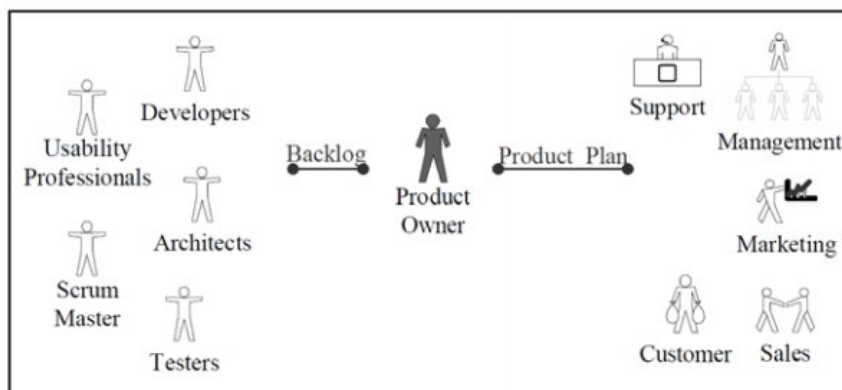 Developers
Usability
Professionals
Architects
Scrum
Master
Testers
Backlog
Product
Owner
Product Plan
Support
Management
Marketing
Customer
Sales